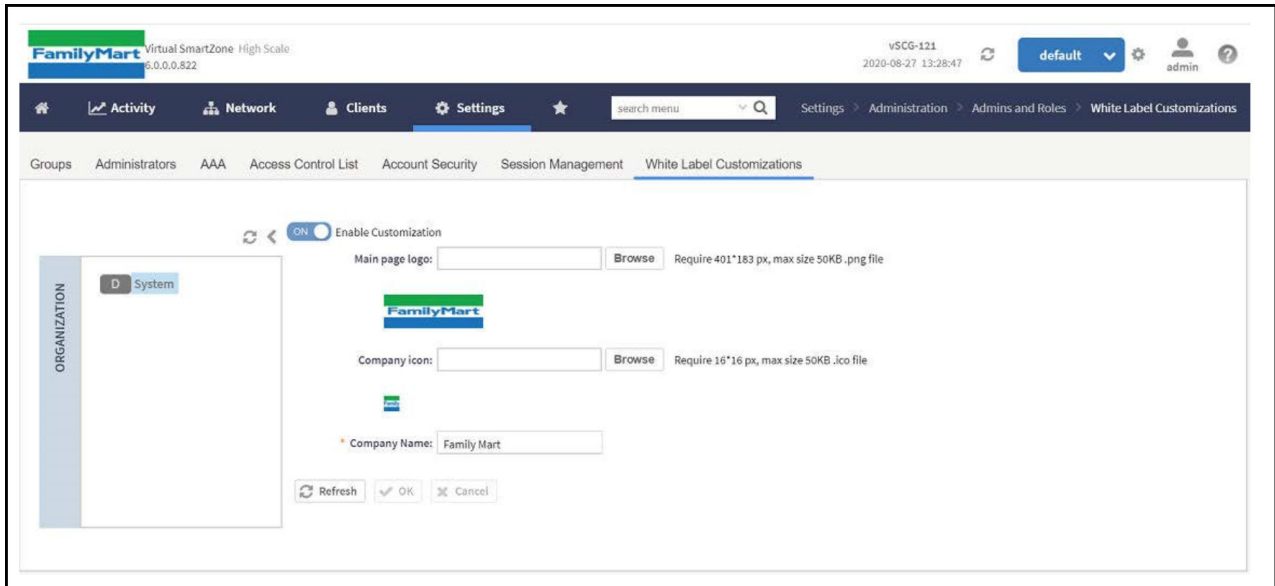 FamilyMart
Virtual SmartZone High Scale
6.0.0.0.822
vSCG-121
2020-08-27 13:28:47
default
admin
Activity Network Clients Settings search menu Settings > Administration > Admins and Roles > White Label Customizations
Groups Administrators AAA Access Control List Account Security Session Management White Label Customizations
ON Enable Customization
Main page logo: Browse Require 401*183 px, max size 50KB .png file
ORGANIZATION
D System
FamilyMart
Company icon: Browse Require 16*16 px, max size 50KB .ico file
Family
* Company Name: Family Mart
Refresh OK Cancel